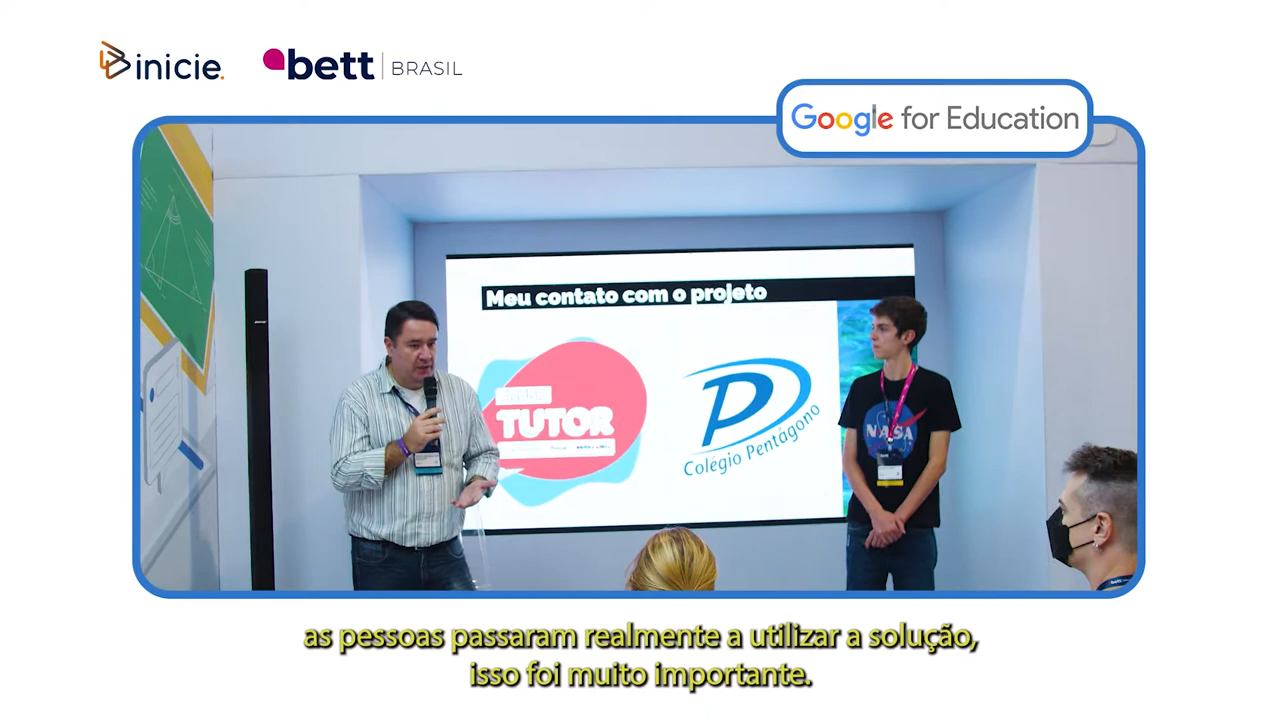 inicie.
bett BRASIL
Google for Education
Meu contato com o projeto
TUTOR
Colégio Pentágono
NASA
as pessoas passaram realmente a utilizar a solução,
isso foi muito importante.